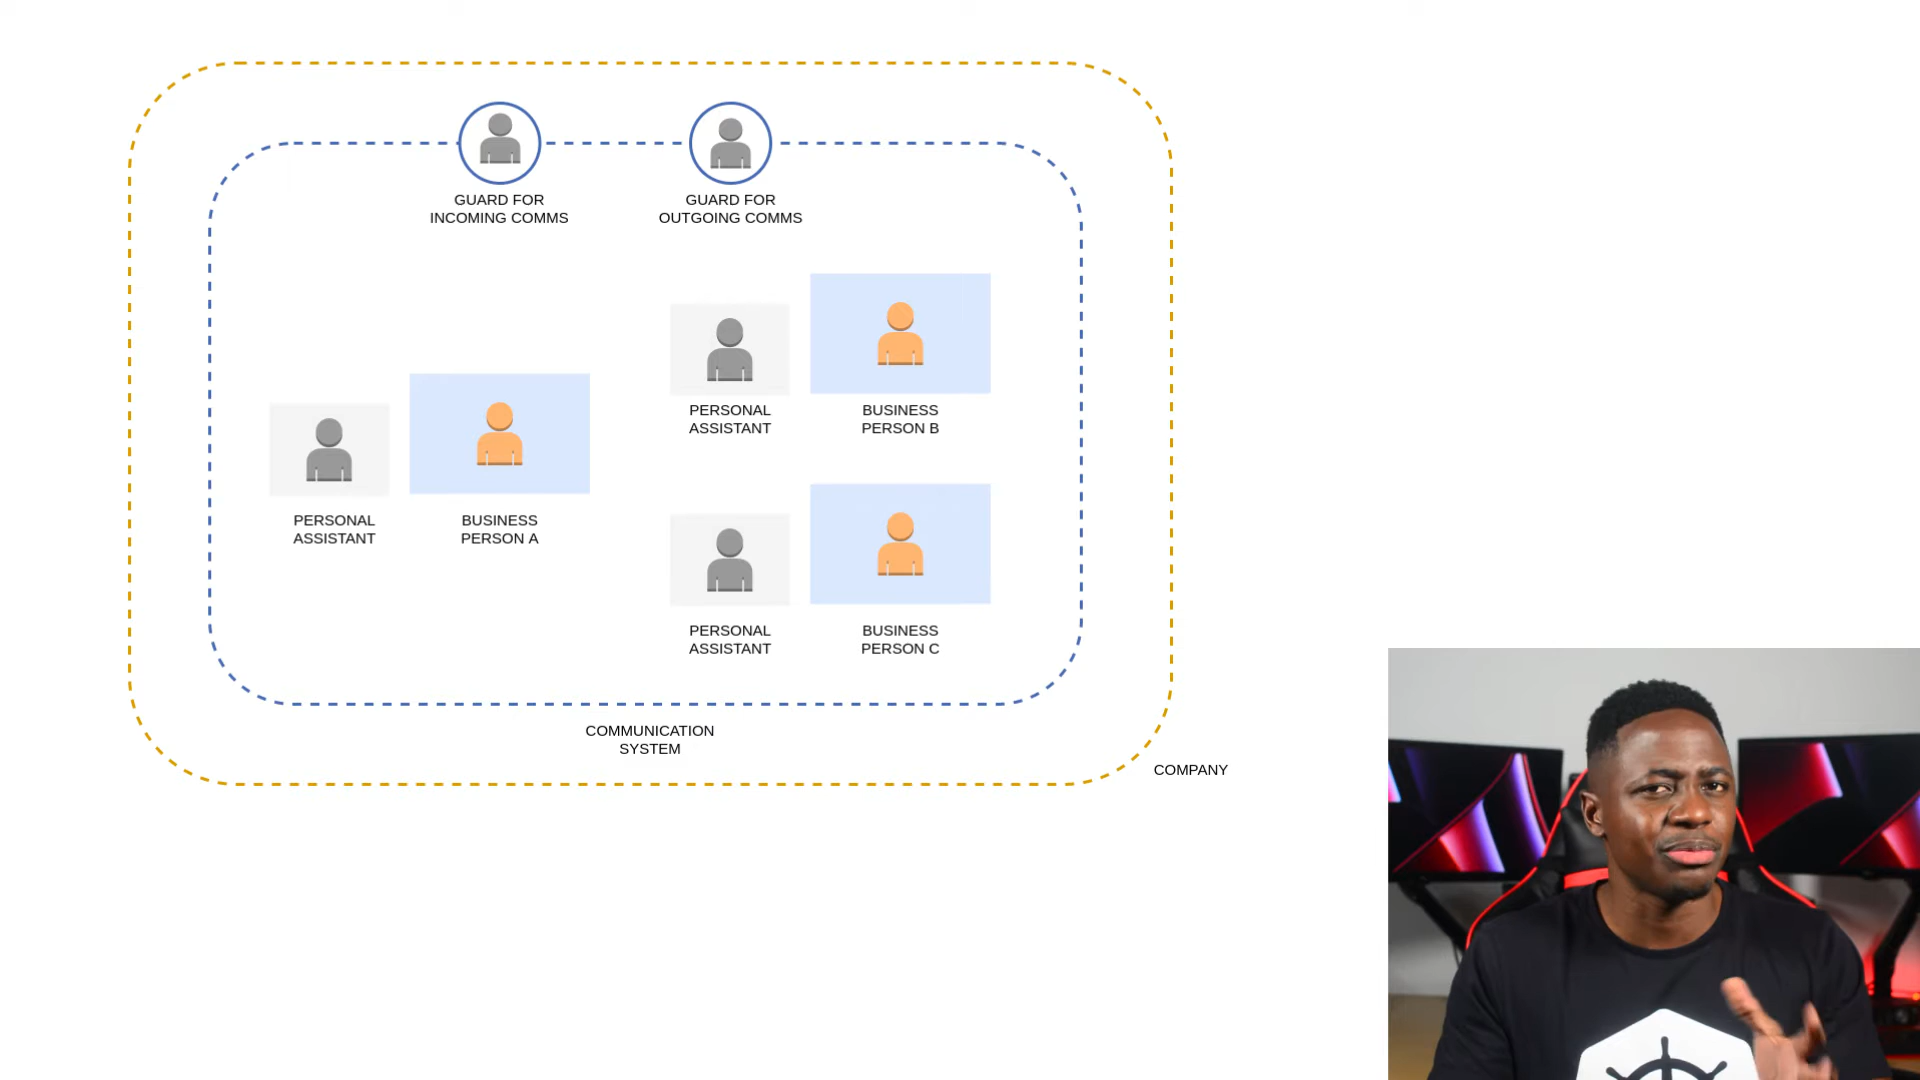 GUARD FOR
INCOMING COMMS
GUARD FOR
OUTGOING COMMS
PERSONAL
ASSISTANT
BUSINESS
PERSON B
PERSONAL
ASSISTANT
BUSINESS
PERSON A
PERSONAL
ASSISTANT
BUSINESS
PERSON C
COMMUNICATION
SYSTEM
COMPANY